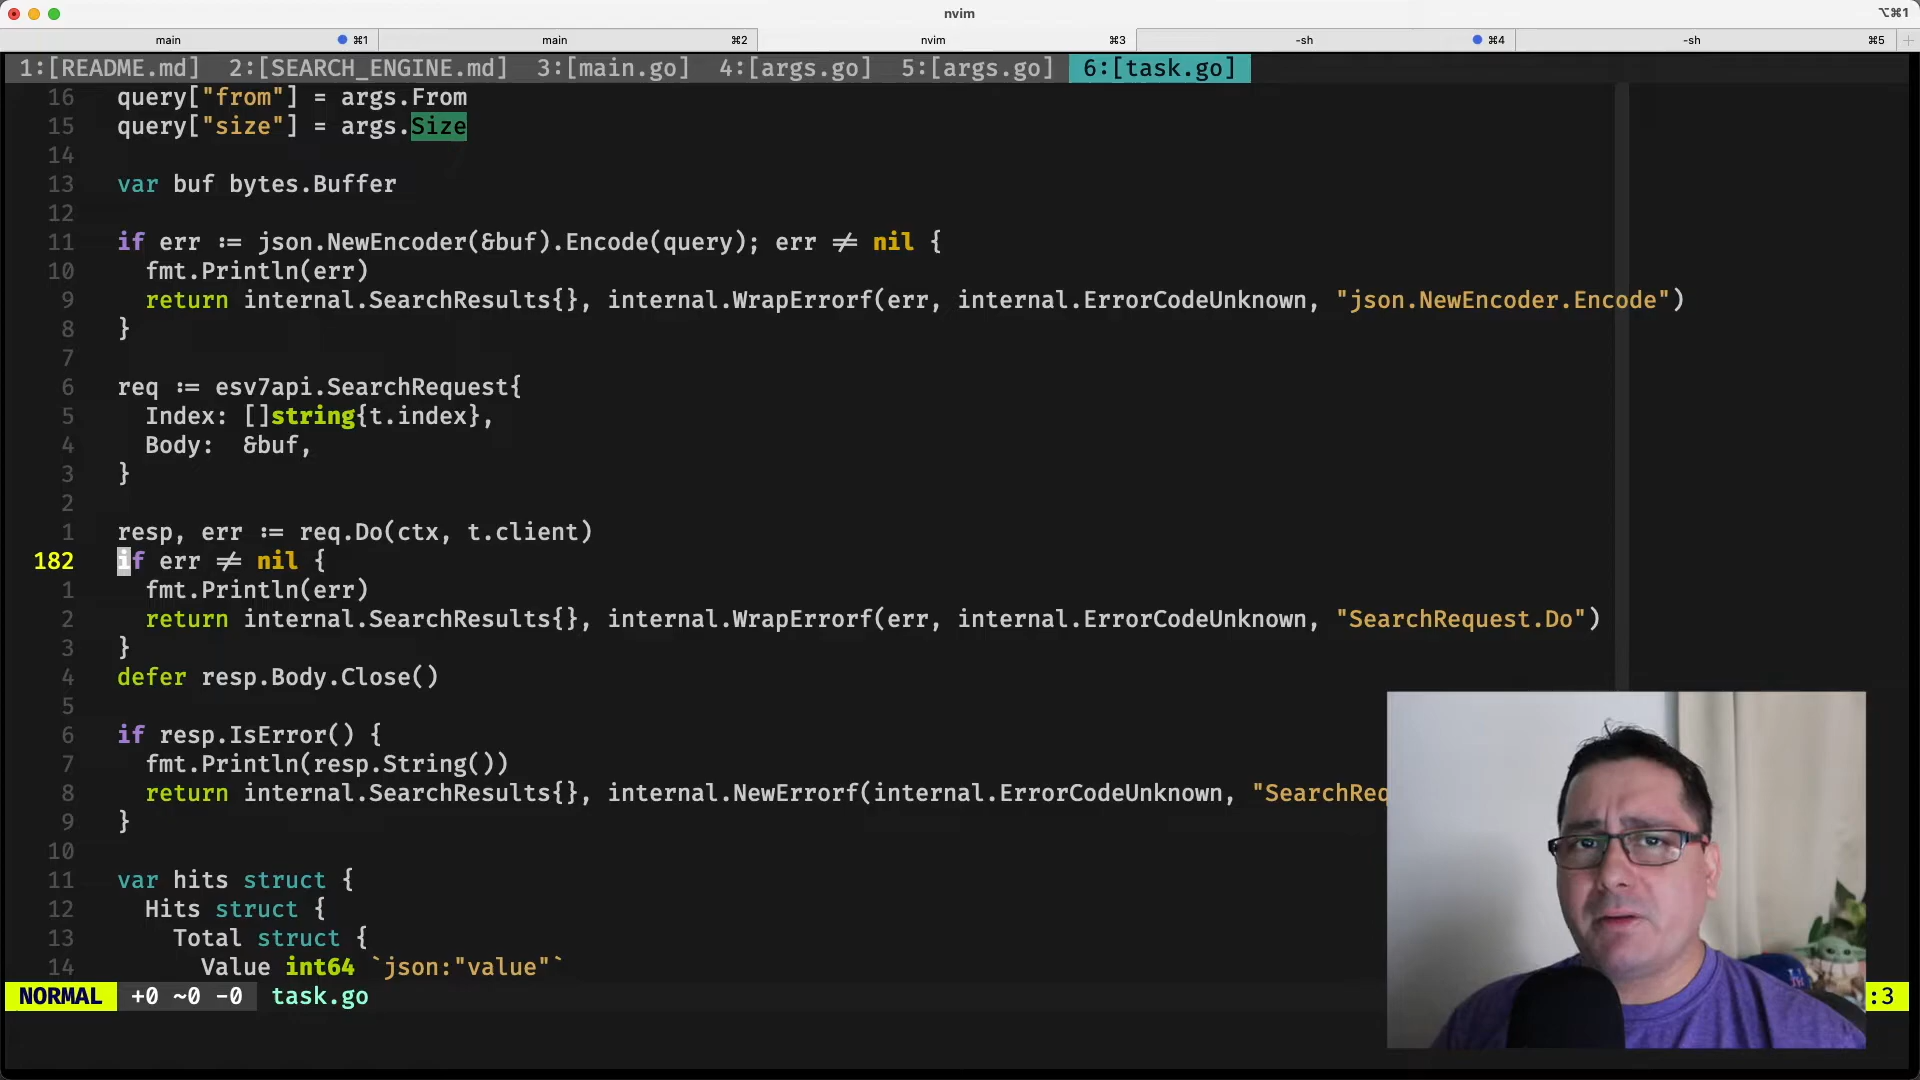 nvim
⌥⌘1
main ⌘1 main ⌘2 nvim ⌘3 -sh ⌘4 -sh ⌘5
1:[README.md] 2:[SEARCH_ENGINE.md] 3:[main.go] 4:[args.go] 5:[args.go] 6:[task.go]
16 query["from"] = args.From
15 query["size"] = args.Size
14
13 var buf bytes.Buffer
12
11 if err := json.NewEncoder(&buf).Encode(query); err ≠ nil {
10 fmt.Println(err)
9 return internal.SearchResults{}, internal.WrapErrorf(err, internal.ErrorCodeUnknown, "json.NewEncoder.Encode")
8 }
7
6 req := esv7api.SearchRequest{
5 Index: []string{t.index},
4 Body: &buf,
3 }
2
1 resp, err := req.Do(ctx, t.client)
182 if err ≠ nil {
1 fmt.Println(err)
2 return internal.SearchResults{}, internal.WrapErrorf(err, internal.ErrorCodeUnknown, "SearchRequest.Do")
3 }
4 defer resp.Body.Close()
5
6 if resp.IsError() {
7 fmt.Println(resp.String())
8 return internal.SearchResults{}, internal.NewErrorf(internal.ErrorCodeUnknown, "SearchReq
9 }
10
11 var hits struct {
12 Hits struct {
13 Total struct {
14 Value int64 `json:"value"`
NORMAL +0 ~0 -0 task.go :3